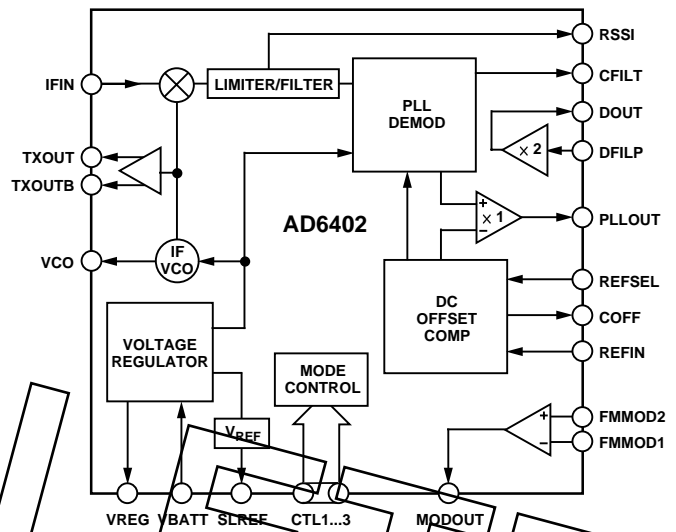 RSSI
IFIN
LIMITER/FILTER
PLL
DEMOD
CFILT
DOUT
× 2
DFILP
TXOUT
TXOUTB
+
× 1
−
PLLOUT
AD6402
VCO
IF
VCO
REFSEL
DC
OFFSET
COMP
COFF
REFIN
VOLTAGE
REGULATOR
MODE
CONTROL
VREF
+
−
FMMOD2
FMMOD1
VREG VBATT SLREF CTL1...3 MODOUT